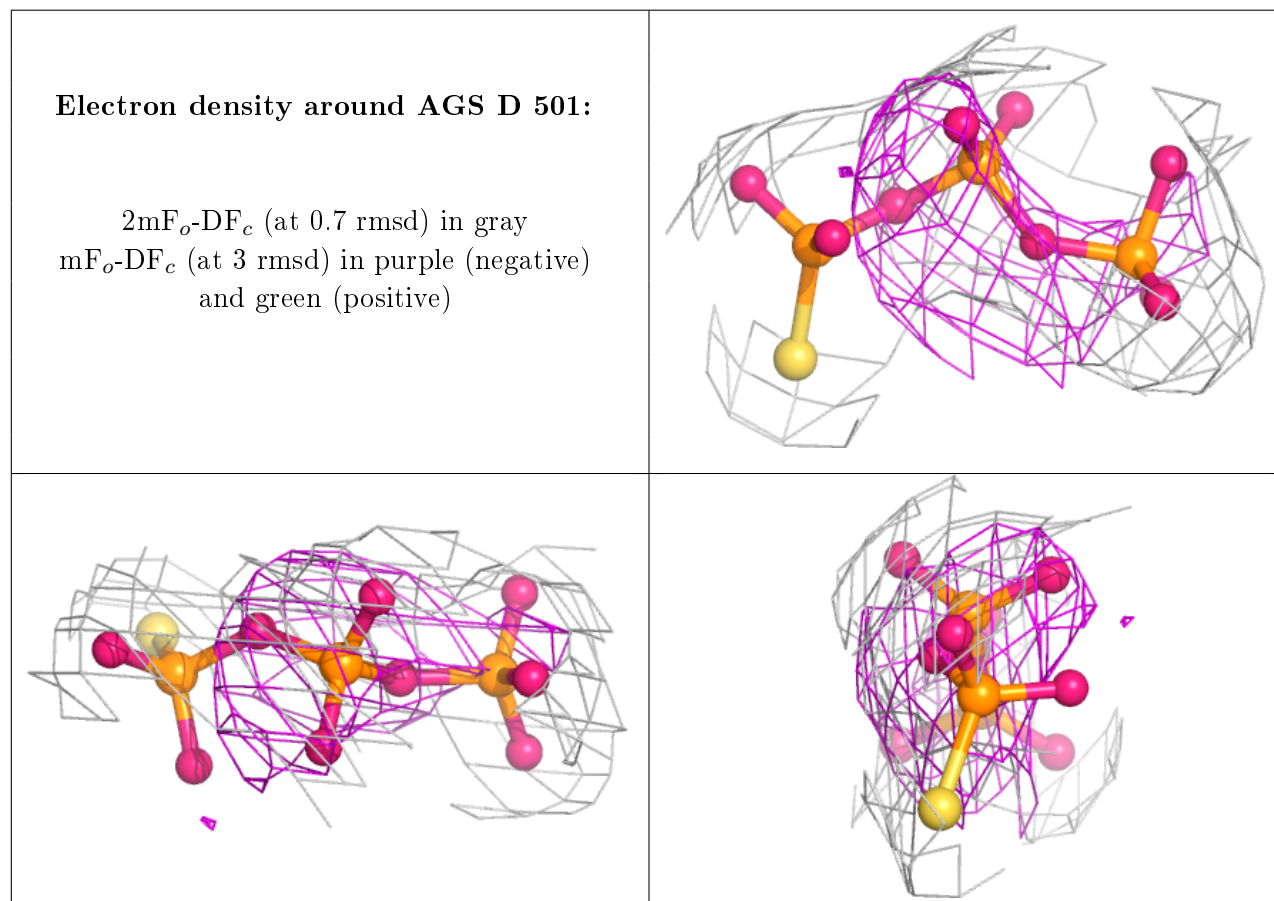 Electron density around AGS D 501:
2mFo-DFc (at 0.7 rmsd) in gray
mFo-DFc (at 3 rmsd) in purple (negative)
and green (positive)